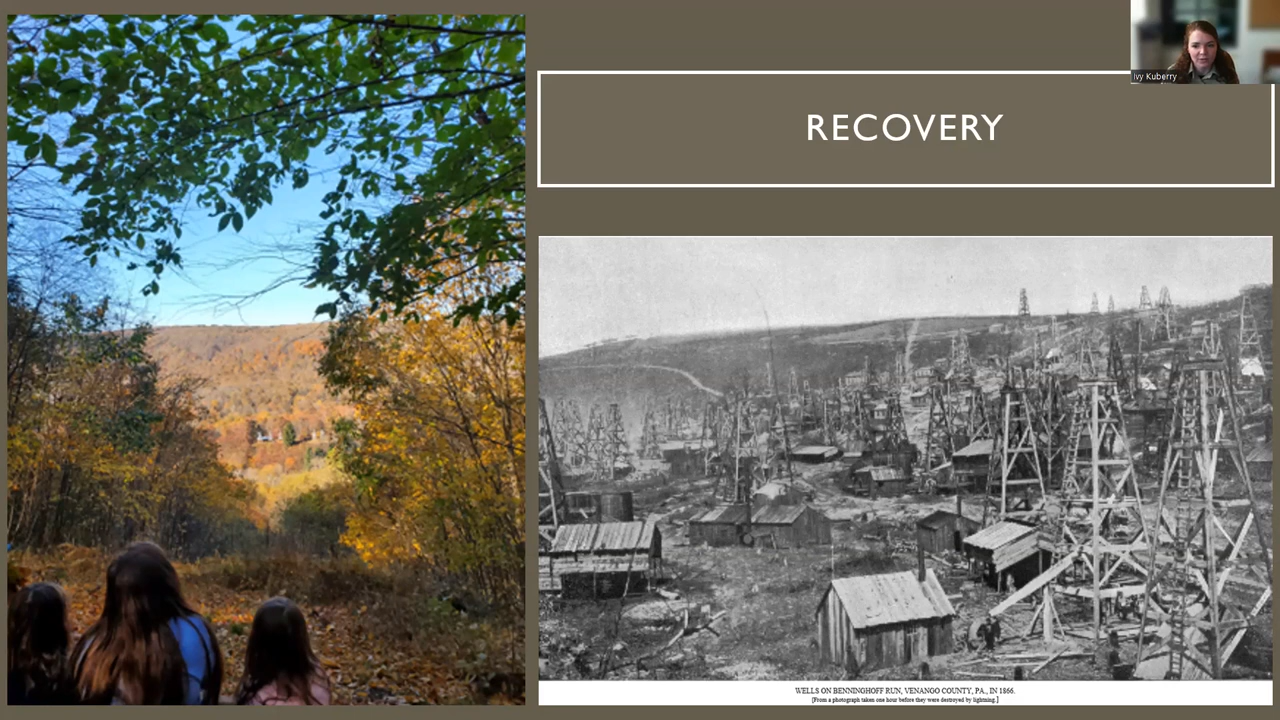 Ivy Kuberry
RECOVERY
WELLS ON BENNINGHOFF RUN, VENANGO COUNTY, PA., IN 1866.
[From a photograph taken one hour before they were destroyed by lightning.]